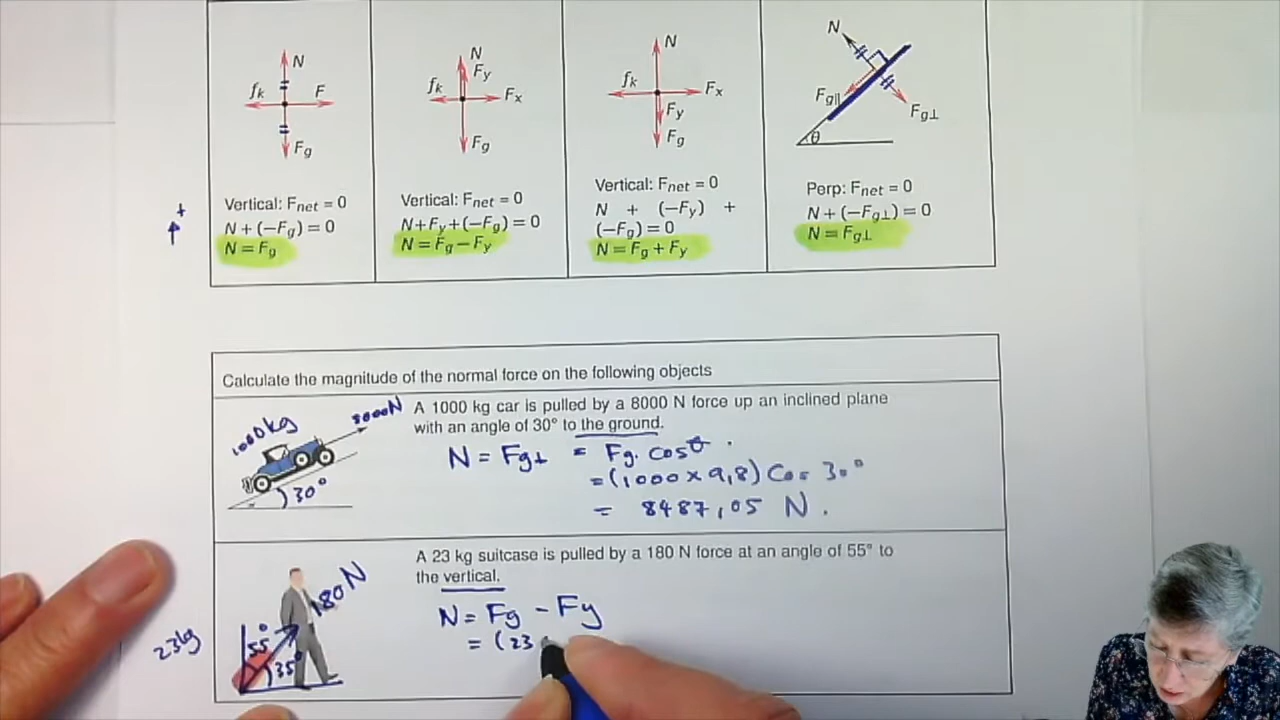 N
fk
F
Fg
Vertical: Fnet = 0
N + (−Fg) = 0
N = Fg
+
N
Fy
fk
Fx
Fg
Vertical: Fnet = 0
N+Fy+(−Fg) = 0
N = Fg − Fy
N
fk
Fx
Fy
Fg
Vertical: Fnet = 0
N + (−Fy) +
(−Fg) = 0
N = Fg + Fy
N
Fg||
Fg⊥
θ
Perp: Fnet = 0
N + (−Fg⊥) = 0
N = Fg⊥
Calculate the magnitude of the normal force on the following objects
1000kg
8000N
30°
A 1000 kg car is pulled by a 8000 N force up an inclined plane
with an angle of 30° to the ground.
N = Fg⊥ = Fg. cosθ .
= (1000 × 9,8) Cos 30°
= 8487,05 N .
23kg
55°
35°
180N
A 23 kg suitcase is pulled by a 180 N force at an angle of 55° to
the vertical.
N = Fg − Fy
= (23